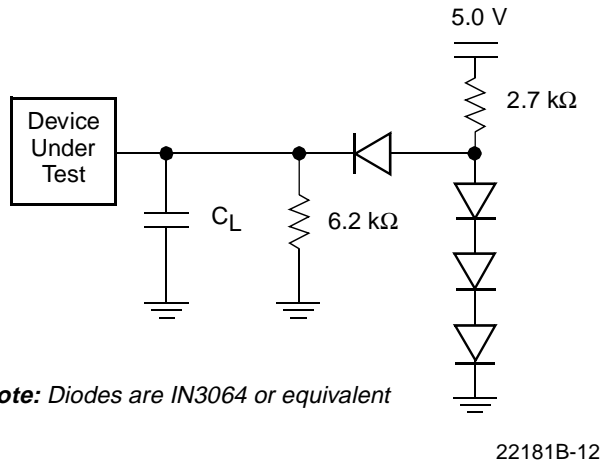 5.0 V
2.7 kΩ
Device
Under
Test
CL
6.2 kΩ
ote: Diodes are IN3064 or equivalent
22181B-12